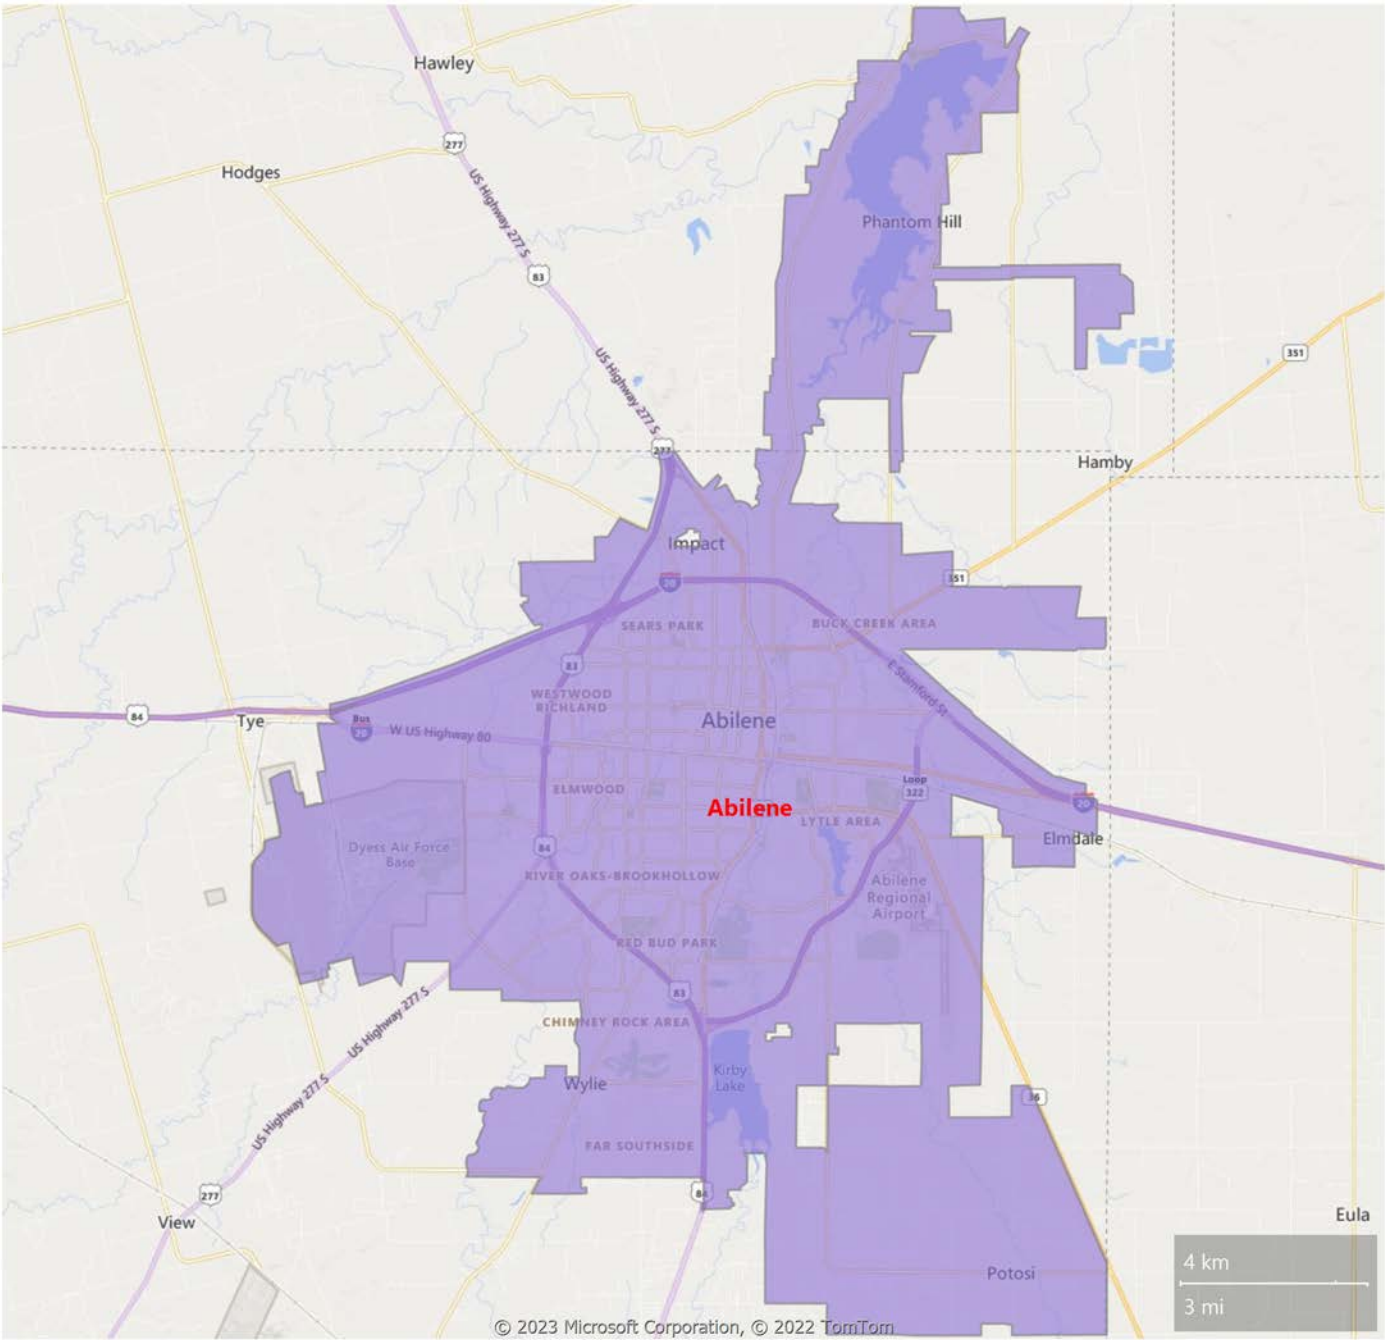 Hawley
277
Hodges
US Highway 277 S
Phantom Hill
83
US Highway 277 S
351
277
Hamby
Impact
351
20
SEARS PARK
BUCK CREEK AREA
83
E Stamford St
WESTWOOD
RICHLAND
84
Tye
Bus
20
W US Highway 80
Abilene
Loop
322
ELMWOOD
20
Abilene
LYTLE AREA
Elmdale
84
Dyess Air Force
Base
RIVER OAKS-BROOKHOLLOW
Abilene
Regional
Airport
RED BUD PARK
83
US Highway 277 S
CHIMNEY ROCK AREA
Kirby
Lake
Wylie
36
US Highway 277 S
FAR SOUTHSIDE
277
84
View
Eula
Potosi
4 km
3 mi
© 2023 Microsoft Corporation, © 2022 TomTom